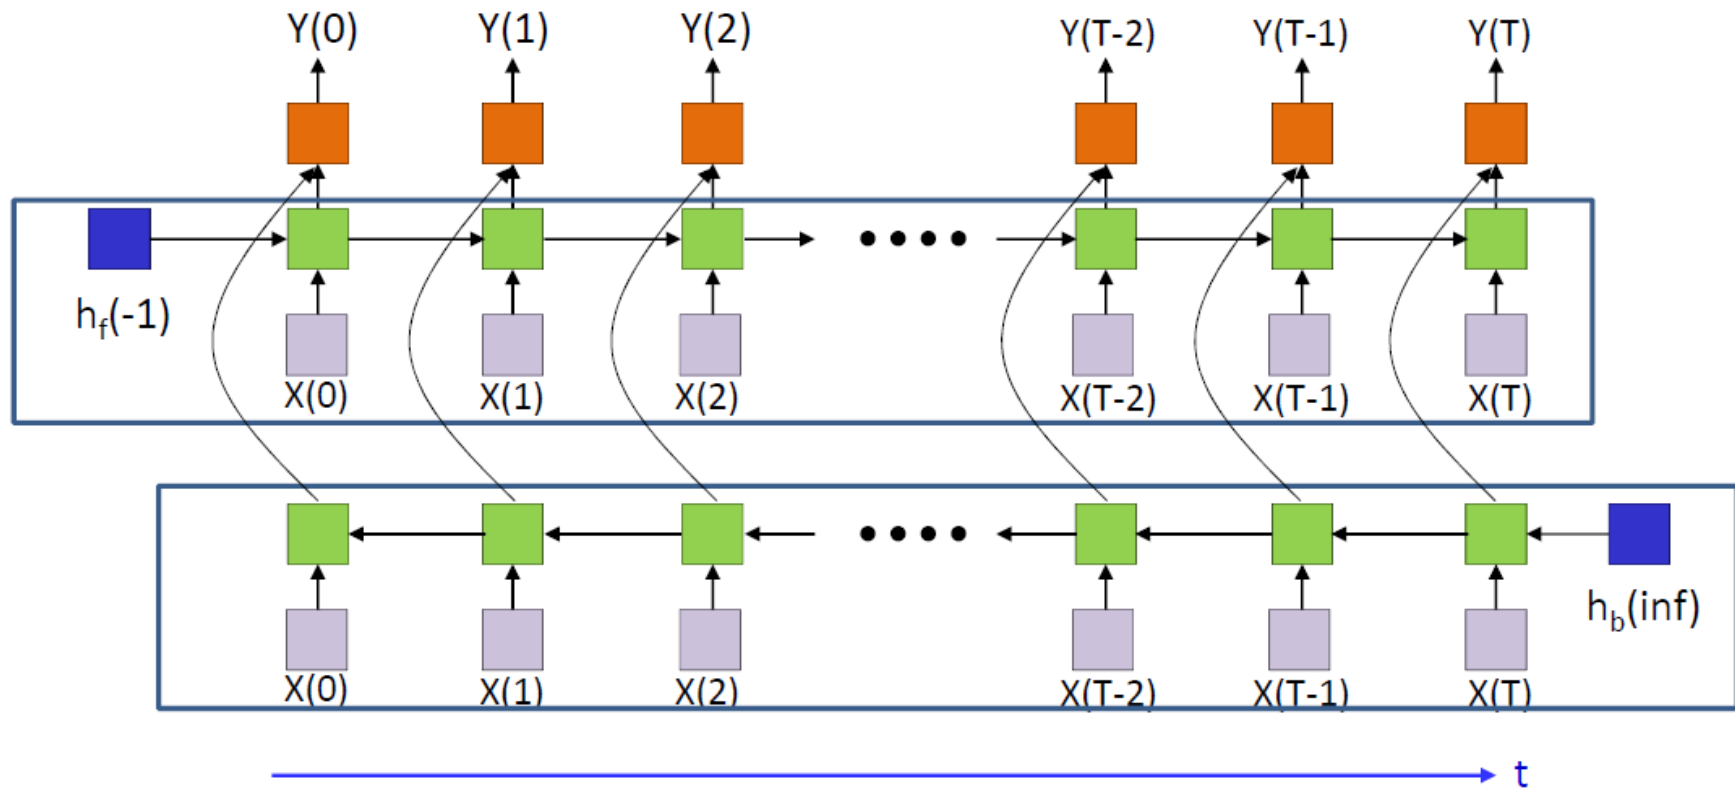 Y(0) Y(1) Y(2) Y(T-2) Y(T-1) Y(T)
h_f(-1)
X(0) X(1) X(2) X(T-2) X(T-1) X(T)
h_b(inf)
X(0) X(1) X(2) X(T-2) X(T-1) X(T)
t